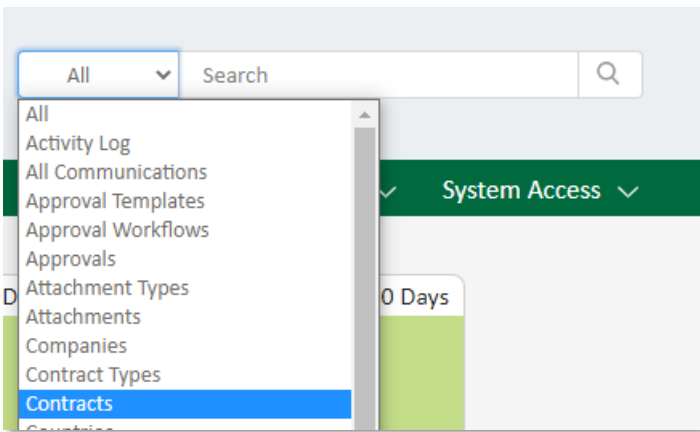 All
Search
All
Activity Log
All Communications
Approval Templates
Approval Workflows
Approvals
Attachment Types
Attachments
Companies
Contract Types
Contracts
System Access
0 Days